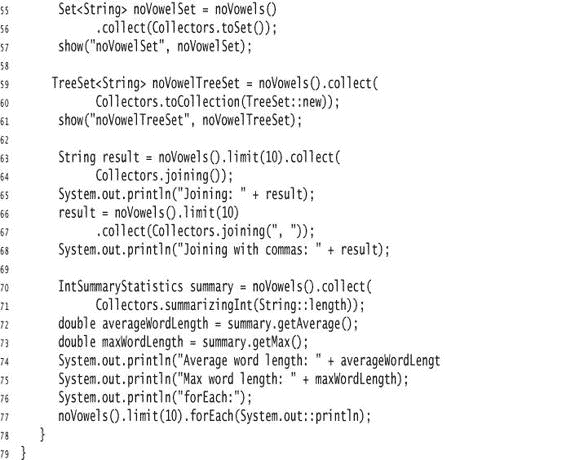 55 Set<String> noVowelSet = noVowels()
56 .collect(Collectors.toSet());
57 show("noVowelSet", noVowelSet);
58
59 TreeSet<String> noVowelTreeSet = noVowels().collect(
60 Collectors.toCollection(TreeSet::new));
61 show("noVowelTreeSet", noVowelTreeSet);
62
63 String result = noVowels().limit(10).collect(
64 Collectors.joining());
65 System.out.println("Joining: " + result);
66 result = noVowels().limit(10)
67 .collect(Collectors.joining(", "));
68 System.out.println("Joining with commas: " + result);
69
70 IntSummaryStatistics summary = noVowels().collect(
71 Collectors.summarizingInt(String::length));
72 double averageWordLength = summary.getAverage();
73 double maxWordLength = summary.getMax();
74 System.out.println("Average word length: " + averageWordLengt
75 System.out.println("Max word length: " + maxWordLength);
76 System.out.println("forEach:");
77 noVowels().limit(10).forEach(System.out::println);
78 }
79 }